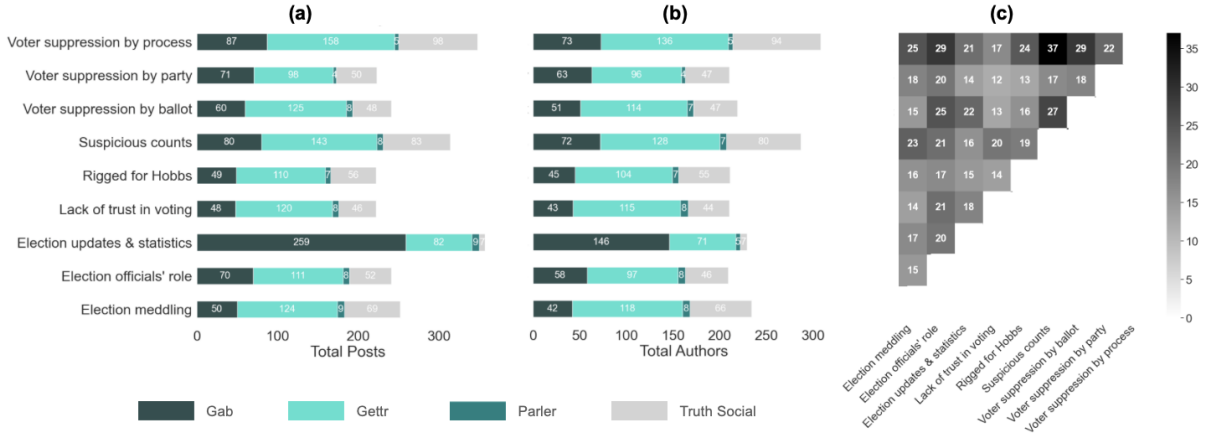 (a)
Voter suppression by process 87 158 5 98
Voter suppression by party 71 98 4 50
Voter suppression by ballot 60 125 8 48
Suspicious counts 80 143 8 83
Rigged for Hobbs 49 110 7 56
Lack of trust in voting 48 120 8 46
Election updates & statistics 259 82 9
Election officials' role 70 111 8 52
Election meddling 50 124 9 69
0 100 200 300
Total Posts
(b)
73 136 5 94
63 96 4 47
51 114 7 47
72 128 7 80
45 104 7 55
43 115 8 44
146 71 5 7
58 97 8 46
42 118 8 66
0 50 100 150 200 250 300
Total Authors
(c)
25 29 21 17 24 37 29 22
18 20 14 12 13 17 18
15 25 22 13 16 27
23 21 16 20 19
16 17 15 14
14 21 18
17 20
15
35
30
25
20
15
10
5
0
Election meddling
Election officials' role
Election updates & statistics
Lack of trust in voting
Rigged for Hobbs
Suspicious counts
Voter suppression by ballot
Voter suppression by party
Voter suppression by process
Gab Gettr Parler Truth Social